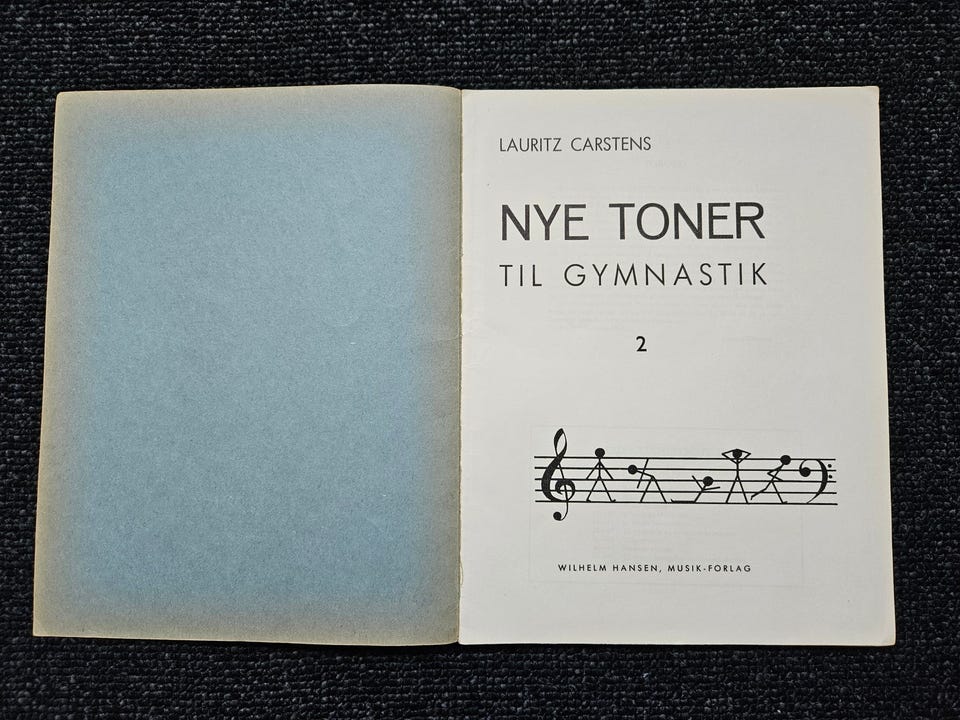 LAURITZ CARSTENS
NYE TONER
TIL GYMNASTIK
2
WILHELM HANSEN, MUSIK-FORLAG